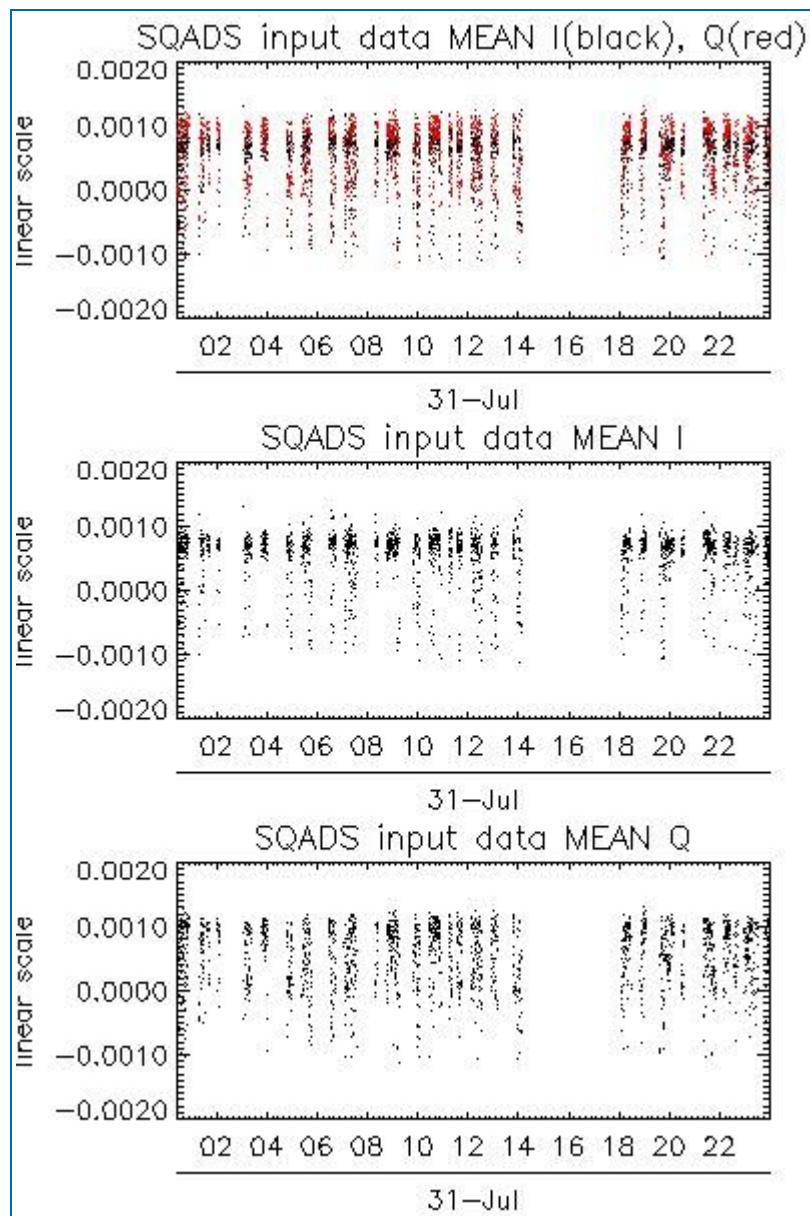 SQADS input data MEAN I(black), Q(red)
0.0020
0.0010
0.0000
-0.0010
-0.0020
linear scale
02 04 06 08 10 12 14 16 18 20 22
31-Jul
SQADS input data MEAN I
0.0020
0.0010
0.0000
-0.0010
-0.0020
linear scale
02 04 06 08 10 12 14 16 18 20 22
31-Jul
SQADS input data MEAN Q
0.0020
0.0010
0.0000
-0.0010
-0.0020
linear scale
02 04 06 08 10 12 14 16 18 20 22
31-Jul